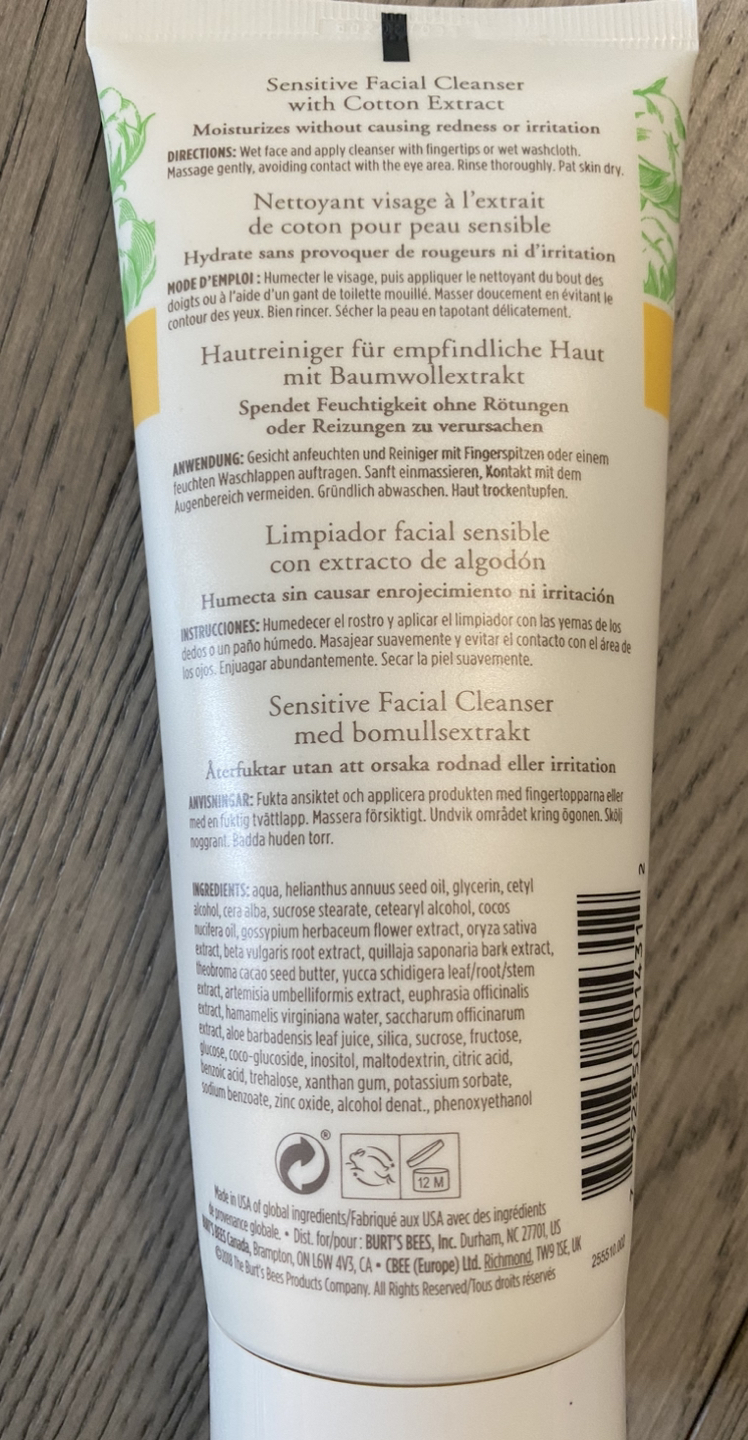 Sensitive Facial Cleanser
with Cotton Extract
Moisturizes without causing redness or irritation
DIRECTIONS: Wet face and apply cleanser with fingertips or wet washcloth.
Massage gently, avoiding contact with the eye area. Rinse thoroughly. Pat skin dry.
Nettoyant visage à l'extrait
de coton pour peau sensible
Hydrate sans provoquer de rougeurs ni d'irritation
MODE D'EMPLOI : Humecter le visage, puis appliquer le nettoyant du bout des
doigts ou à l'aide d'un gant de toilette mouillé. Masser doucement en évitant le
contour des yeux. Bien rincer. Sécher la peau en tapotant délicatement.
Hautreiniger für empfindliche Haut
mit Baumwollextrakt
Spendet Feuchtigkeit ohne Rötungen
oder Reizungen zu verursachen
ANWENDUNG: Gesicht anfeuchten und Reiniger mit Fingerspitzen oder einem
feuchten Waschlappen auftragen. Sanft einmassieren, Kontakt mit dem
Augenbereich vermeiden. Gründlich abwaschen. Haut trockentupfen.
Limpiador facial sensible
con extracto de algodón
Humecta sin causar enrojecimiento ni irritación
INSTRUCCIONES: Humedecer el rostro y aplicar el limpiador con las yemas de los
dedos o un paño húmedo. Masajear suavemente y evitar el contacto con el área de
los ojos. Enjuagar abundantemente. Secar la piel suavemente.
Sensitive Facial Cleanser
med bomullsextrakt
Återfuktar utan att orsaka rodnad eller irritation
ANVISNINGAR: Fukta ansiktet och applicera produkten med fingertopparna eller
med en fuktig tvättlapp. Massera försiktigt. Undvik området kring ögonen. Skölj
noggrant. Badda huden torr.
INGREDIENTS: aqua, helianthus annuus seed oil, glycerin, cetyl
alcohol, cera alba, sucrose stearate, cetearyl alcohol, cocos
nucifera oil, gossypium herbaceum flower extract, oryza sativa
extract, beta vulgaris root extract, quillaja saponaria bark extract,
theobroma cacao seed butter, yucca schidigera leaf/root/stem
extract, artemisia umbelliformis extract, euphrasia officinalis
extract, hamamelis virginiana water, saccharum officinarum
extract, aloe barbadensis leaf juice, silica, sucrose, fructose,
glucose, coco-glucoside, inositol, maltodextrin, citric acid,
benzoic acid, trehalose, xanthan gum, potassium sorbate,
sodium benzoate, zinc oxide, alcohol denat., phenoxyethanol
7 92850 01431 2
®
12 M
Made in USA of global ingredients/Fabriqué aux USA avec des ingrédients
de provenance globale. • Dist. for/pour : BURT'S BEES, Inc. Durham, NC 27701, US
BURT'S BEES Canada, Brampton, ON L6W 4V3, CA • CBEE (Europe) Ltd. Richmond, TW9 1SE, UK
©2018 The Burt's Bees Products Company. All Rights Reserved/Tous droits réservés
255510.002